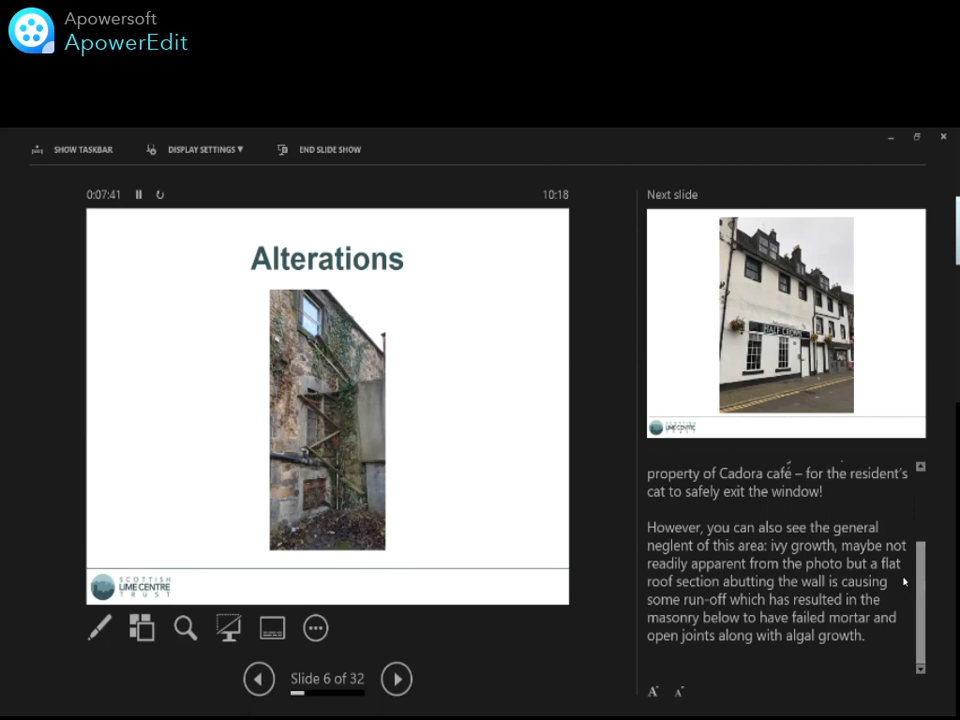 Apowersoft
ApowerEdit
SHOW TASKBAR
DISPLAY SETTINGS ▼
END SLIDE SHOW
0:07:41
10:18
Next slide
Alterations
HALF CROWN
SCOTTISH
LIME CENTRE
TRUST
LIME CENTRE
property of Cadora café – for the resident's
cat to safely exit the window!
However, you can also see the general
neglent of this area: ivy growth, maybe not
readily apparent from the photo but a flat
roof section abutting the wall is causing
some run-off which has resulted in the
masonry below to have failed mortar and
open joints along with algal growth.
Slide 6 of 32
A A